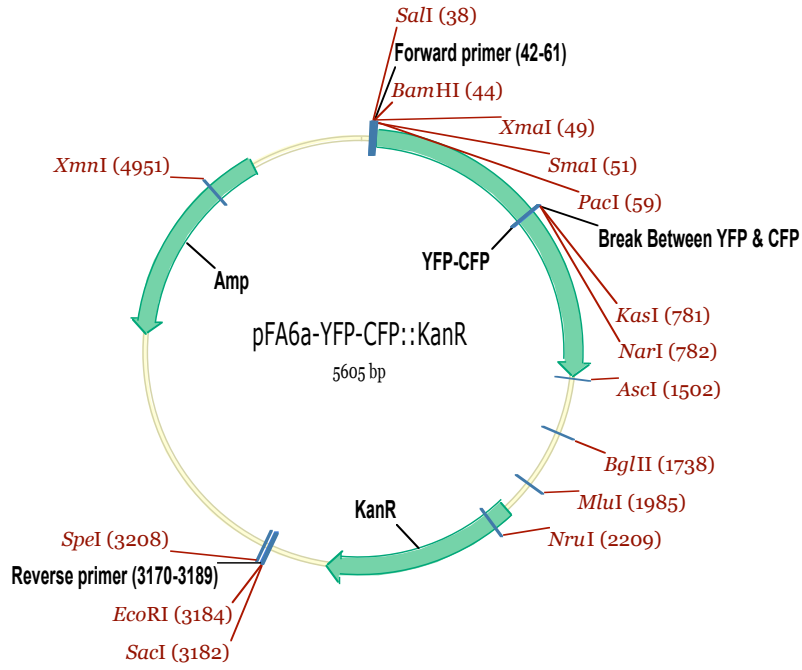 SalI (38)
Forward primer (42-61)
BamHI (44)
XmaI (49)
SmaI (51)
PacI (59)
XmnI (4951)
Break Between YFP & CFP
YFP-CFP
Amp
KasI (781)
NarI (782)
pFA6a-YFP-CFP::KanR
5605 bp
AscI (1502)
BglII (1738)
MluI (1985)
NruI (2209)
KanR
SpeI (3208)
Reverse primer (3170-3189)
EcoRI (3184)
SacI (3182)